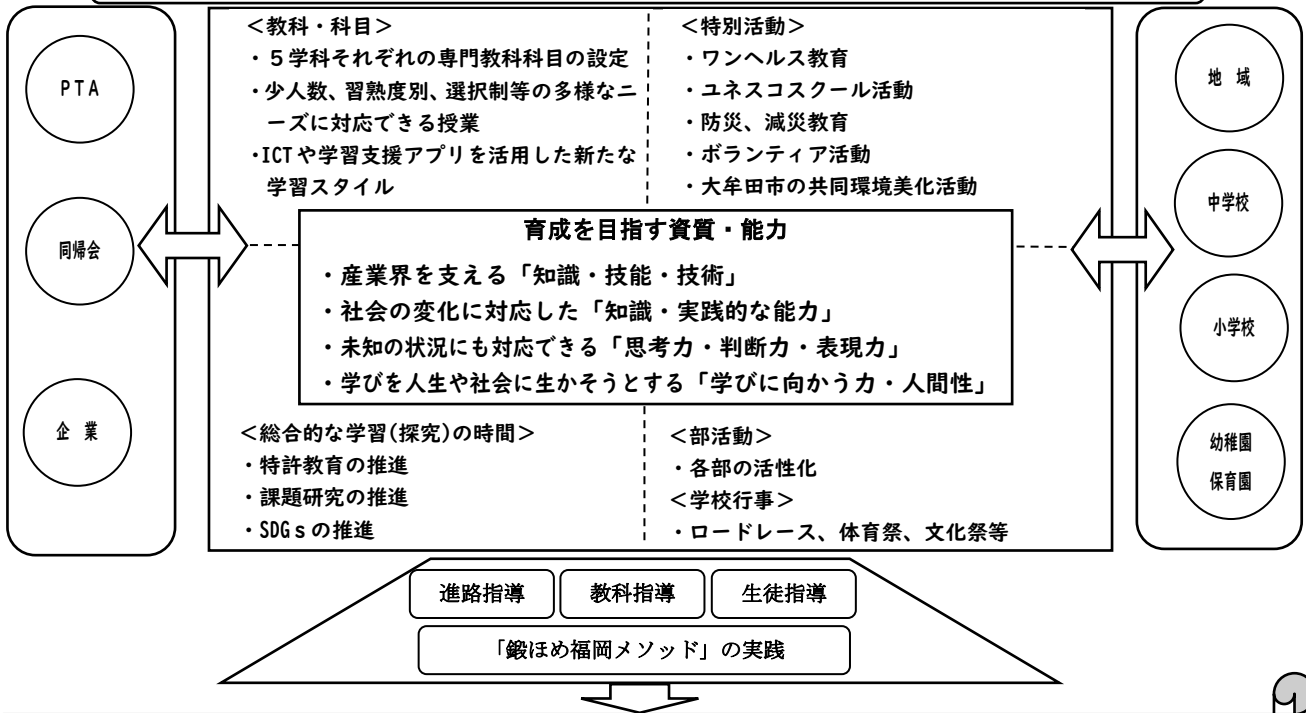 PTA
同帰会
企 業
<教科・科目>
・５学科それぞれの専門教科科目の設定
・少人数、習熟度別、選択制等の多様なニ
ーズに対応できる授業
・ICTや学習支援アプリを活用した新たな
学習スタイル
<特別活動>
・ワンヘルス教育
・ユネスコスクール活動
・防災、減災教育
・ボランティア活動
・大牟田市の共同環境美化活動
育成を目指す資質・能力
・産業界を支える「知識・技能・技術」
・社会の変化に対応した「知識・実践的な能力」
・未知の状況にも対応できる「思考力・判断力・表現力」
・学びを人生や社会に生かそうとする「学びに向かう力・人間性」
<総合的な学習(探究)の時間>
・特許教育の推進
・課題研究の推進
・SDGｓの推進
<部活動>
・各部の活性化
<学校行事>
・ロードレース、体育祭、文化祭等
地 域
中学校
小学校
幼稚園
保育園
進路指導
教科指導
生徒指導
「鍛ほめ福岡メソッド」の実践